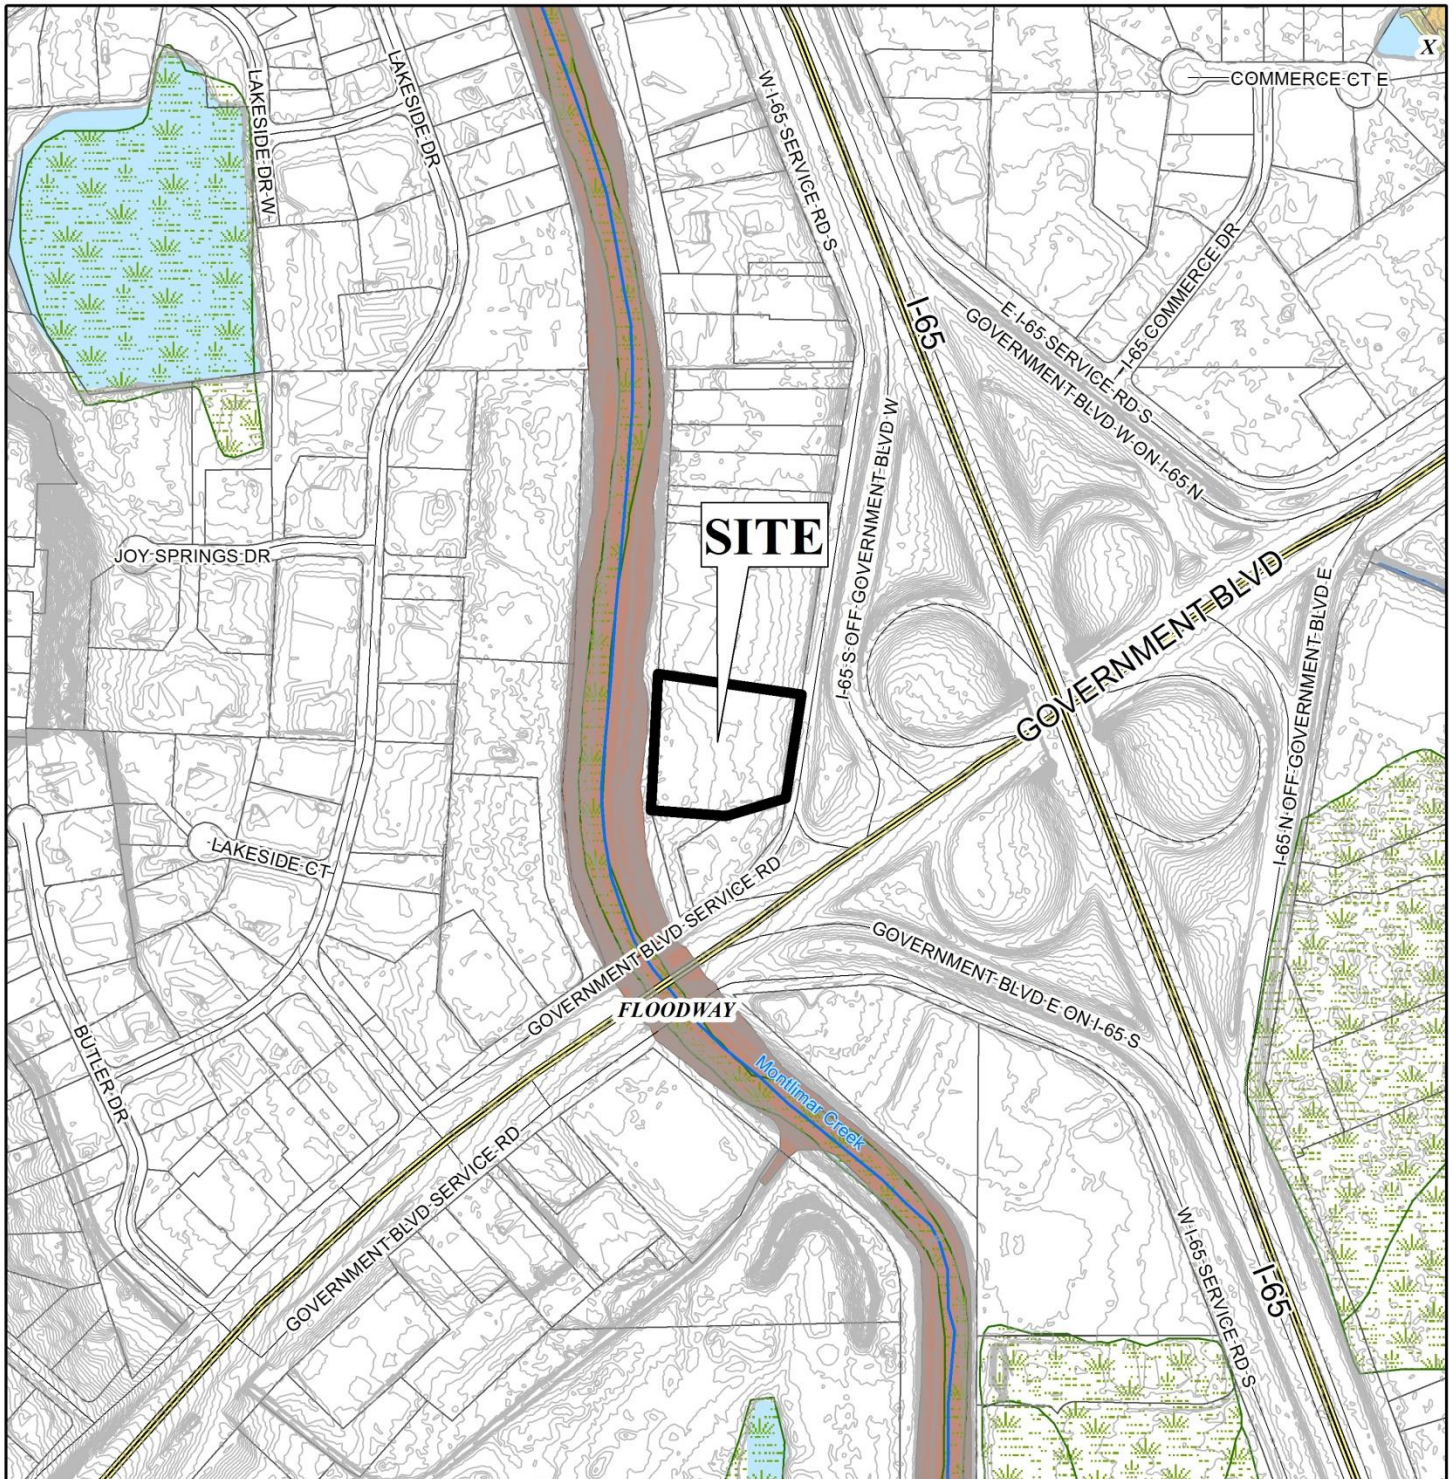 X
COMMERCE CT E
LAKESIDE DR
LAKESIDE DR W
W I-65 SERVICE RD S
I-65 COMMERCE DR
I-65
E I-65 SERVICE RD S
GOVERNMENT BLVD W ON I-65 N
I-65 S OFF GOVERNMENT BLVD W
SITE
JOY SPRINGS DR
GOVERNMENT BLVD
I-65 N OFF GOVERNMENT BLVD E
LAKESIDE CT
GOVERNMENT BLVD SERVICE RD
GOVERNMENT BLVD E ON I-65 S
FLOODWAY
BUTLER DR
Montlimar Creek
GOVERNMENT BLVD SERVICE RD
W I-65 SERVICE RD S
I-65